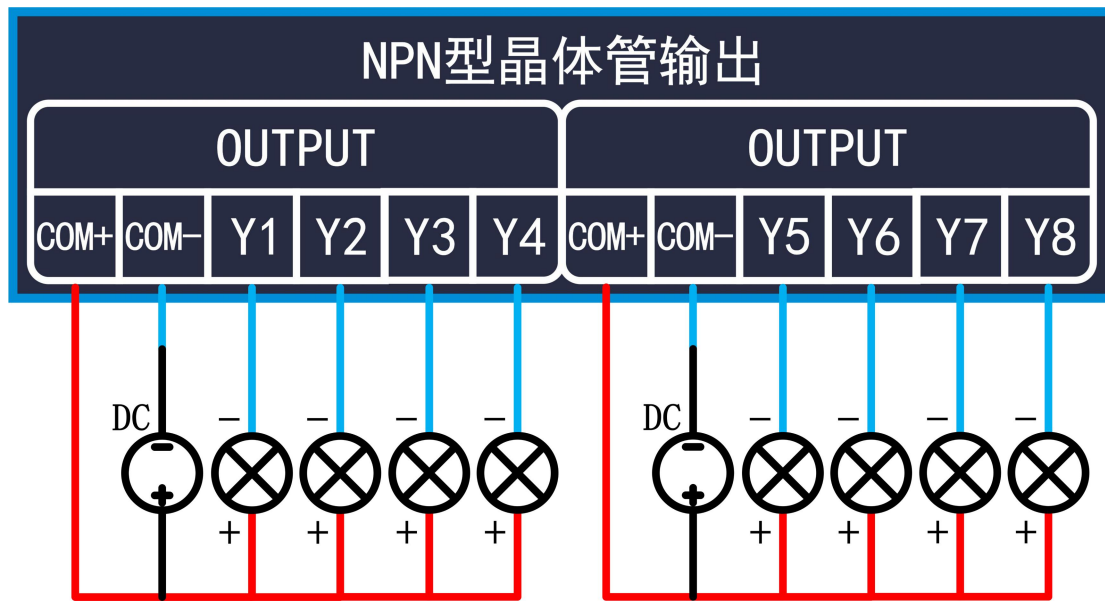 NPN型晶体管输出
OUTPUT OUTPUT
COM+ COM- Y1 Y2 Y3 Y4 COM+ COM- Y5 Y6 Y7 Y8
DC - - - - DC - - - -
- -
+ +
+ + + + + + + +